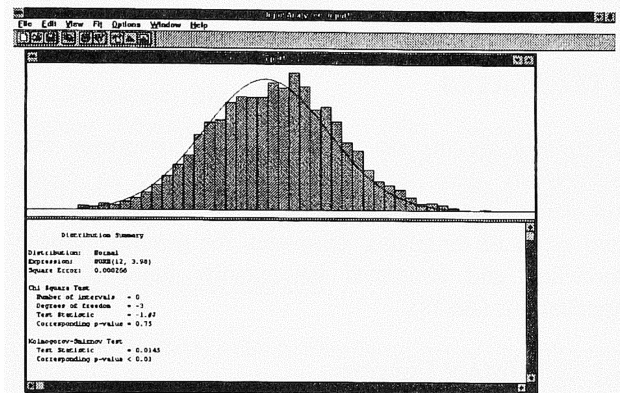 File Edit View Fit Options Window Help
Distribution Summary
Distribution: Normal
Expression: NORM(12, 3.98)
Square Error: 0.000266
Chi Square Test
Number of intervals = 0
Degrees of freedom = -3
Test Statistic = -1.#J
Corresponding p-value = 0.75
Kolmogorov-Smirnov Test
Test Statistic = 0.0145
Corresponding p-value < 0.01